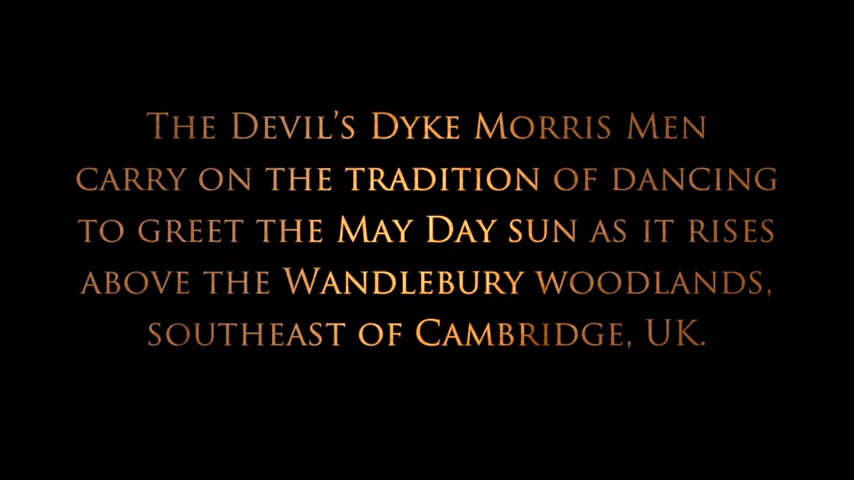 The Devil's Dyke Morris Men
carry on the tradition of dancing
to greet the May Day sun as it rises
above the Wandlebury woodlands,
southeast of Cambridge, UK.